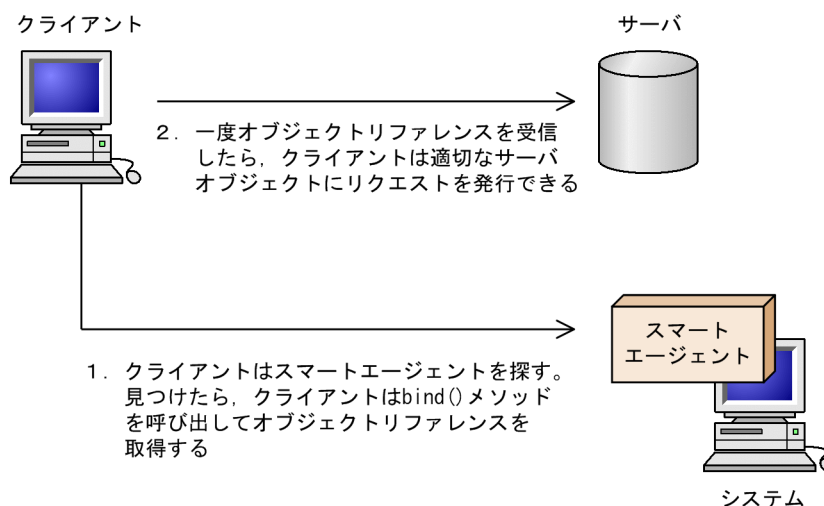 クライアント
サーバ
2. 一度オブジェクトリファレンスを受信
したら,クライアントは適切なサーバ
オブジェクトにリクエストを発行できる
スマート
エージェント
1. クライアントはスマートエージェントを探す。
見つけたら,クライアントはbind()メソッド
を呼び出してオブジェクトリファレンスを
取得する
システム